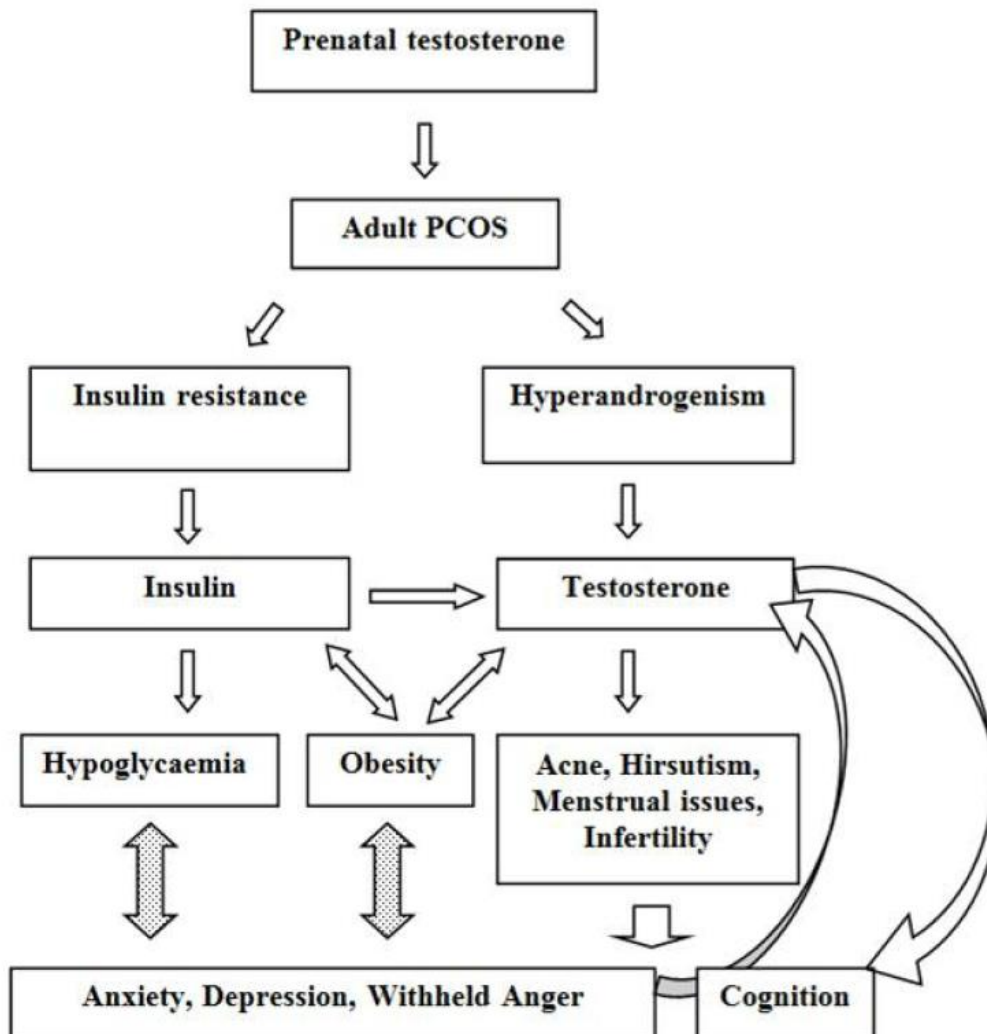 Prenatal testosterone
Adult PCOS
Insulin resistance
Hyperandrogenism
Insulin
Testosterone
Hypoglycaemia
Obesity
Acne, Hirsutism,
Menstrual issues,
Infertility
Anxiety, Depression, Withheld Anger
Cognition